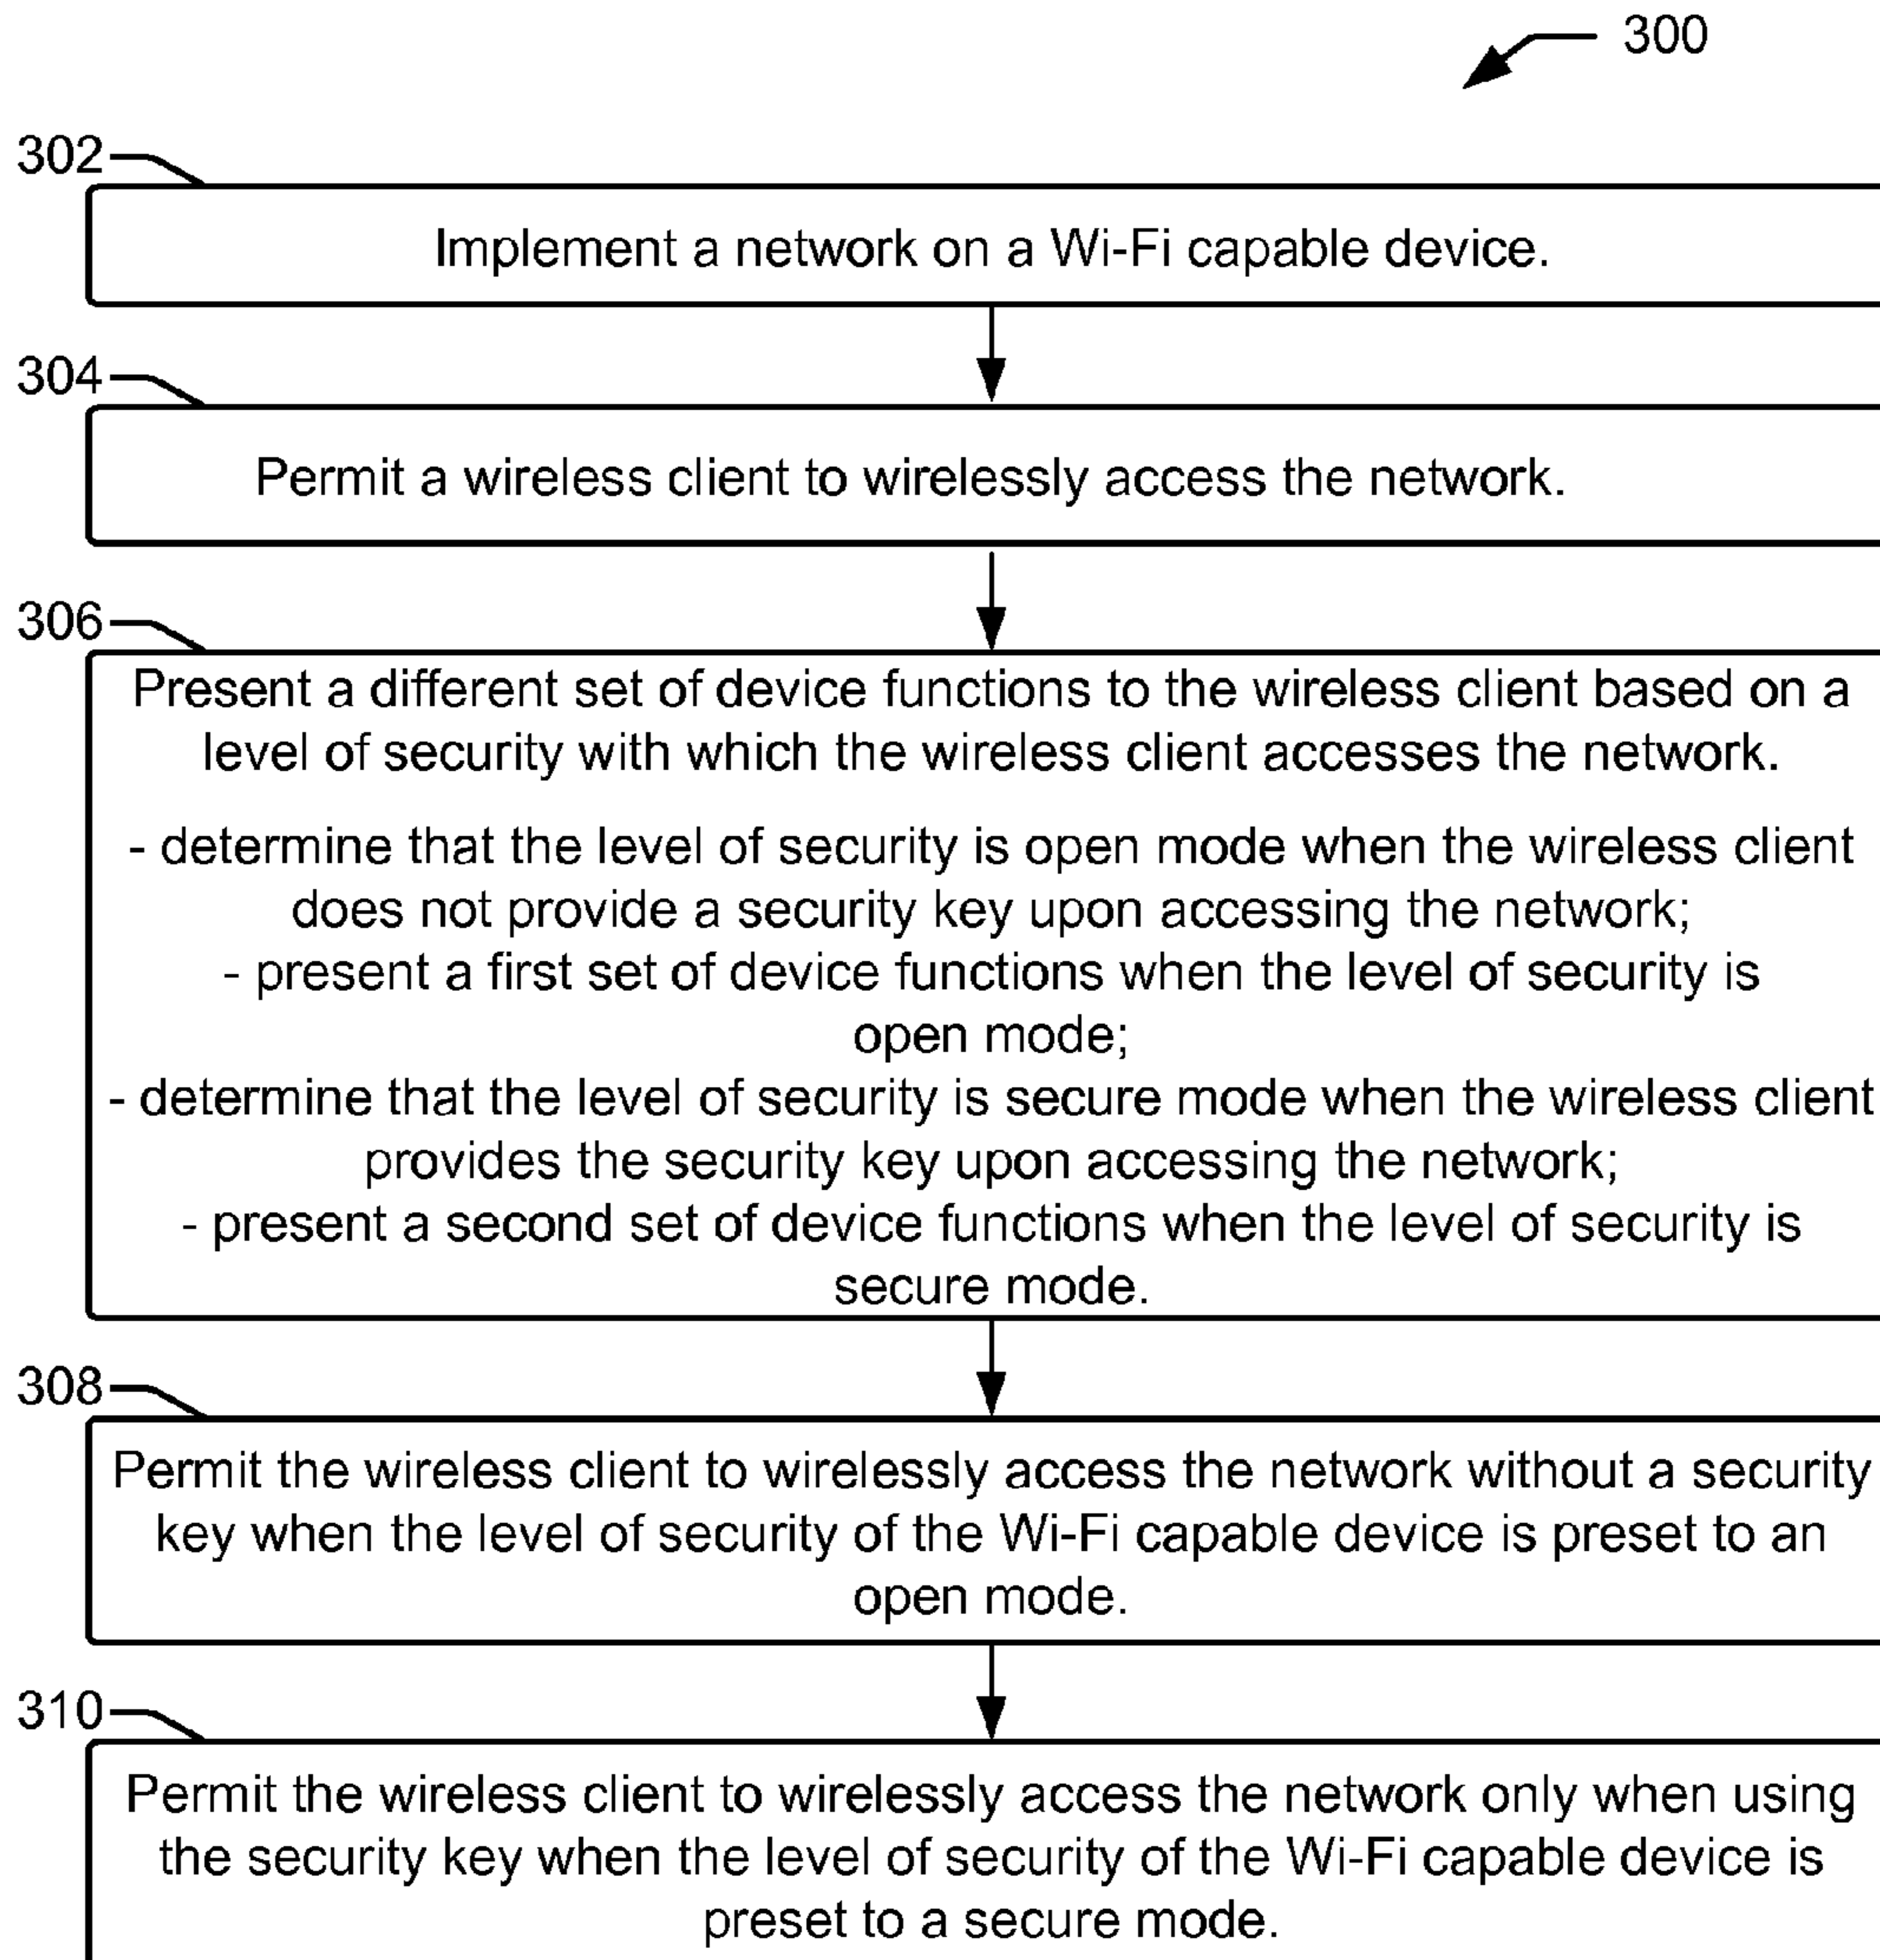 300
302
Implement a network on a Wi-Fi capable device.
304
Permit a wireless client to wirelessly access the network.
306
Present a different set of device functions to the wireless client based on a
level of security with which the wireless client accesses the network.
- determine that the level of security is open mode when the wireless client
does not provide a security key upon accessing the network;
- present a first set of device functions when the level of security is
open mode;
- determine that the level of security is secure mode when the wireless client
provides the security key upon accessing the network;
- present a second set of device functions when the level of security is
secure mode.
308
Permit the wireless client to wirelessly access the network without a security
key when the level of security of the Wi-Fi capable device is preset to an
open mode.
310
Permit the wireless client to wirelessly access the network only when using
the security key when the level of security of the Wi-Fi capable device is
preset to a secure mode.